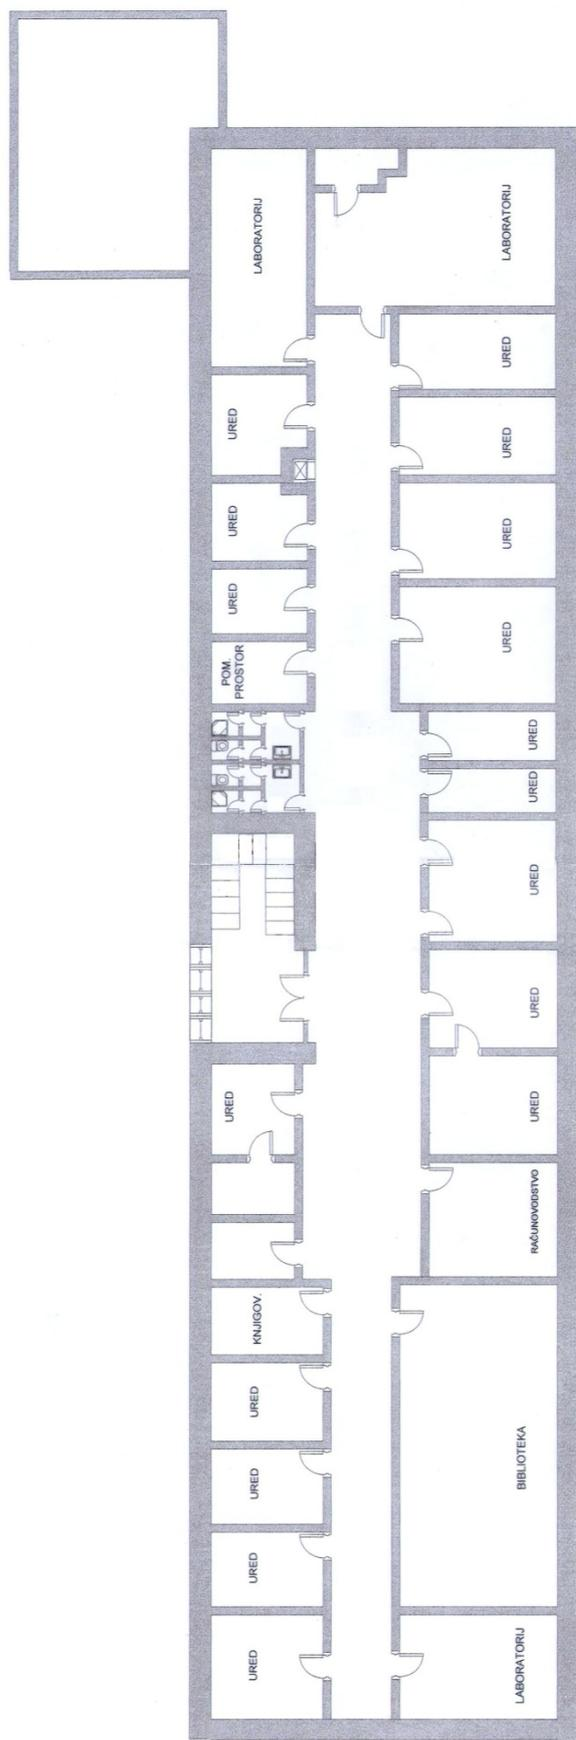 URED
URED
URED
URED
KNJIGOV.
URED
POM.
PROSTOR
URED
URED
URED
LABORATORIJ
LABORATORIJ
BIBLIOTEKA
RAČUNOVODSTVO
URED
URED
URED
URED
URED
URED
URED
URED
URED
LABORATORIJ